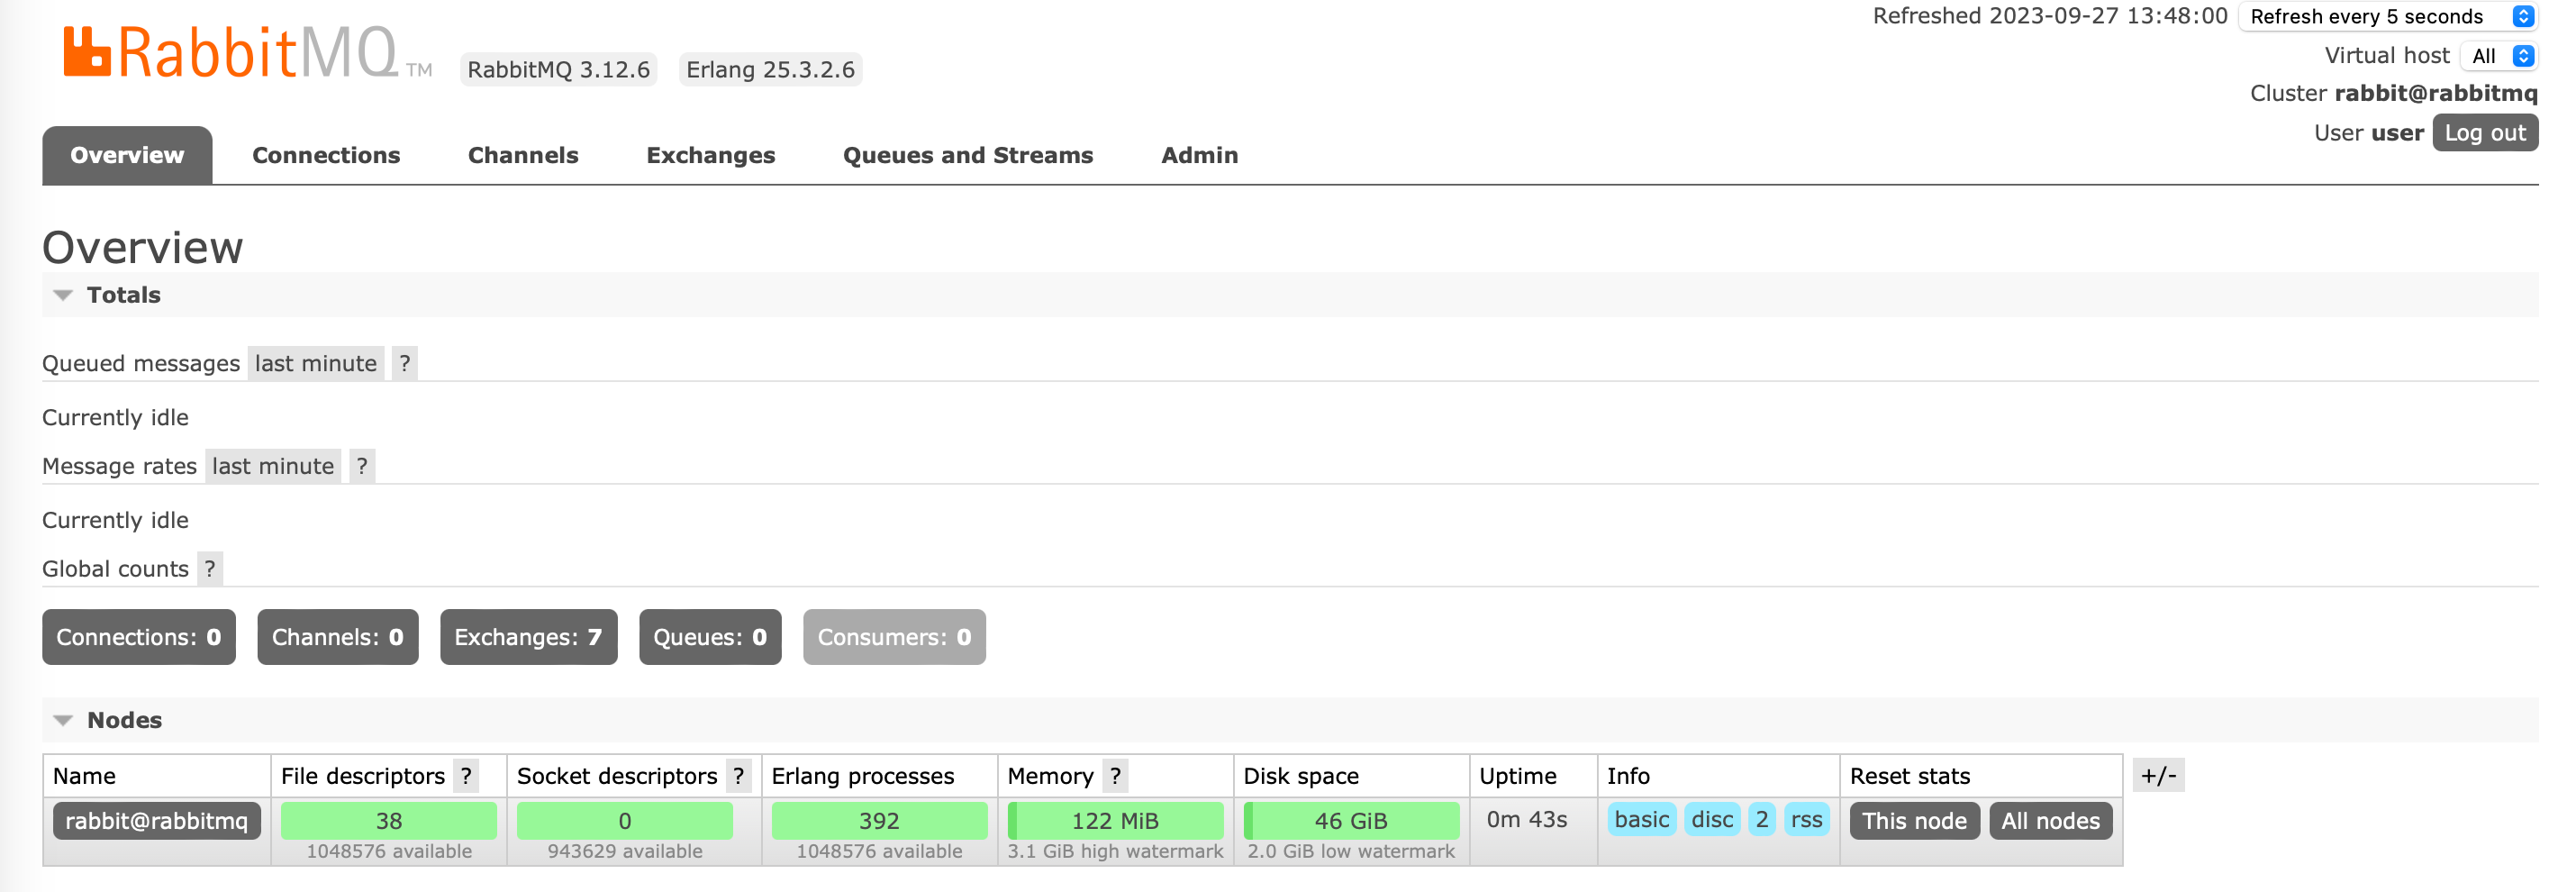 RabbitMQ TM RabbitMQ 3.12.6 Erlang 25.3.2.6
Refreshed 2023-09-27 13:48:00 Refresh every 5 seconds
Virtual host All
Cluster rabbit@rabbitmq
User user Log out
Overview Connections Channels Exchanges Queues and Streams Admin
Overview
Totals
Queued messages last minute ?
Currently idle
Message rates last minute ?
Currently idle
Global counts ?
Connections: 0 Channels: 0 Exchanges: 7 Queues: 0 Consumers: 0
Nodes
Name File descriptors ? Socket descriptors ? Erlang processes Memory ? Disk space Uptime Info Reset stats +/-
rabbit@rabbitmq 38 0 392 122 MiB 46 GiB 0m 43s basic disc 2 rss This node All nodes
1048576 available 943629 available 1048576 available 3.1 GiB high watermark 2.0 GiB low watermark